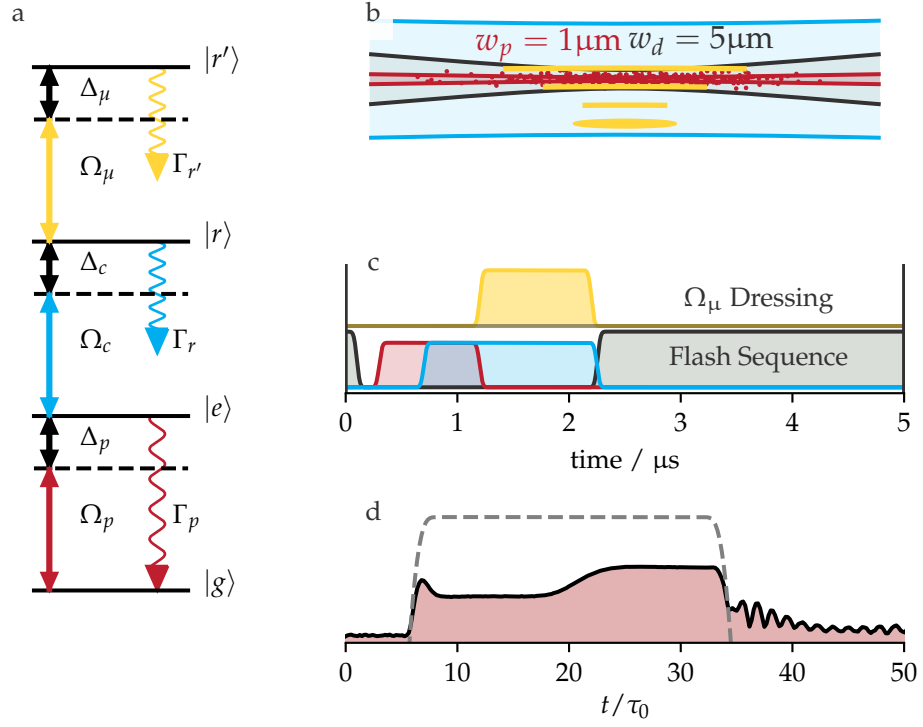 a
|r′⟩
Δμ
Ωμ
Γr′
|r⟩
Δc
Ωc
Γr
|e⟩
Δp
Ωp
Γp
|g⟩
b
wp = 1μm wd = 5μm
c
Ωμ Dressing
Flash Sequence
0 1 2 3 4 5
time / μs
d
0 10 20 30 40 50
t/τ0